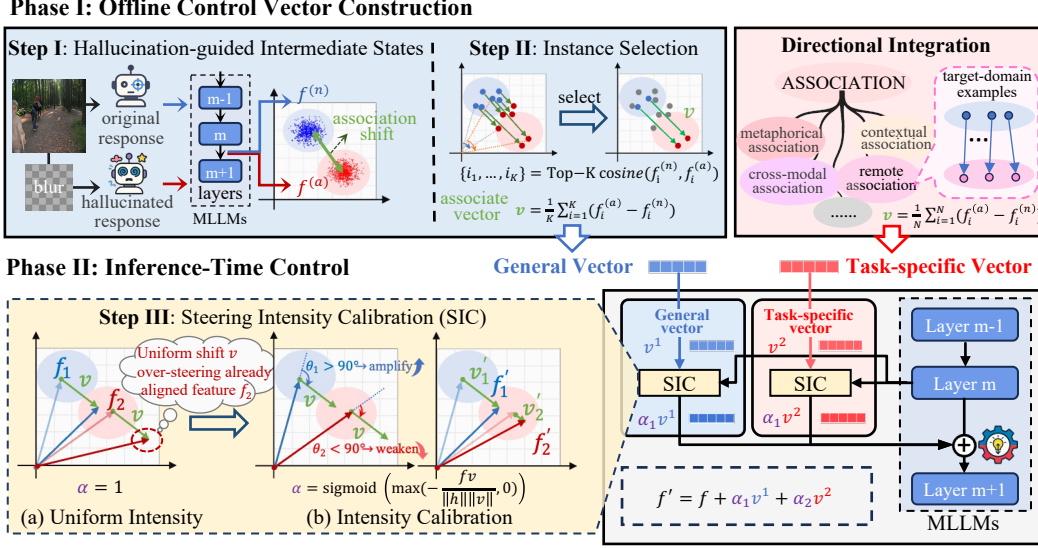 Phase I: Offline Control Vector Construction
Step I: Hallucination-guided Intermediate States
original
response
blur
hallucinated
response
m-1
m
m+1
layers
MLLMs
f^(n)
f^(a)
association
shift
Step II: Instance Selection
select
v
{i_1, ..., i_K} = Top-K cosine(f_i^(n), f_i^(a))
associate
vector
v = 1/K ∑_{i=1}^{K} (f_i^(a) − f_i^(n))
Directional Integration
ASSOCIATION
target-domain
examples
...
metaphorical
association
contextual
association
cross-modal
association
remote
association
......
v = 1/N ∑_{i=1}^{N} (f_i^(a) − f_i^(n)
General Vector
Task-specific Vector
Phase II: Inference-Time Control
Step III: Steering Intensity Calibration (SIC)
f_1
v
f_2
v
Uniform shift v
over-steering already
aligned feature f_2
α = 1
(a) Uniform Intensity
θ_1 > 90° ↪ amplify
v
v
θ_2 < 90° ↪ weaken
v_1'
f_1'
v_2'
f_2'
α = sigmoid (max(− fv / ‖h‖‖v‖, 0))
(b) Intensity Calibration
General
vector
v^1
SIC
α_1 v^1
Task-specific
vector
v^2
SIC
α_1 v^2
Layer m-1
Layer m
Layer m+1
MLLMs
f' = f + α_1 v^1 + α_2 v^2